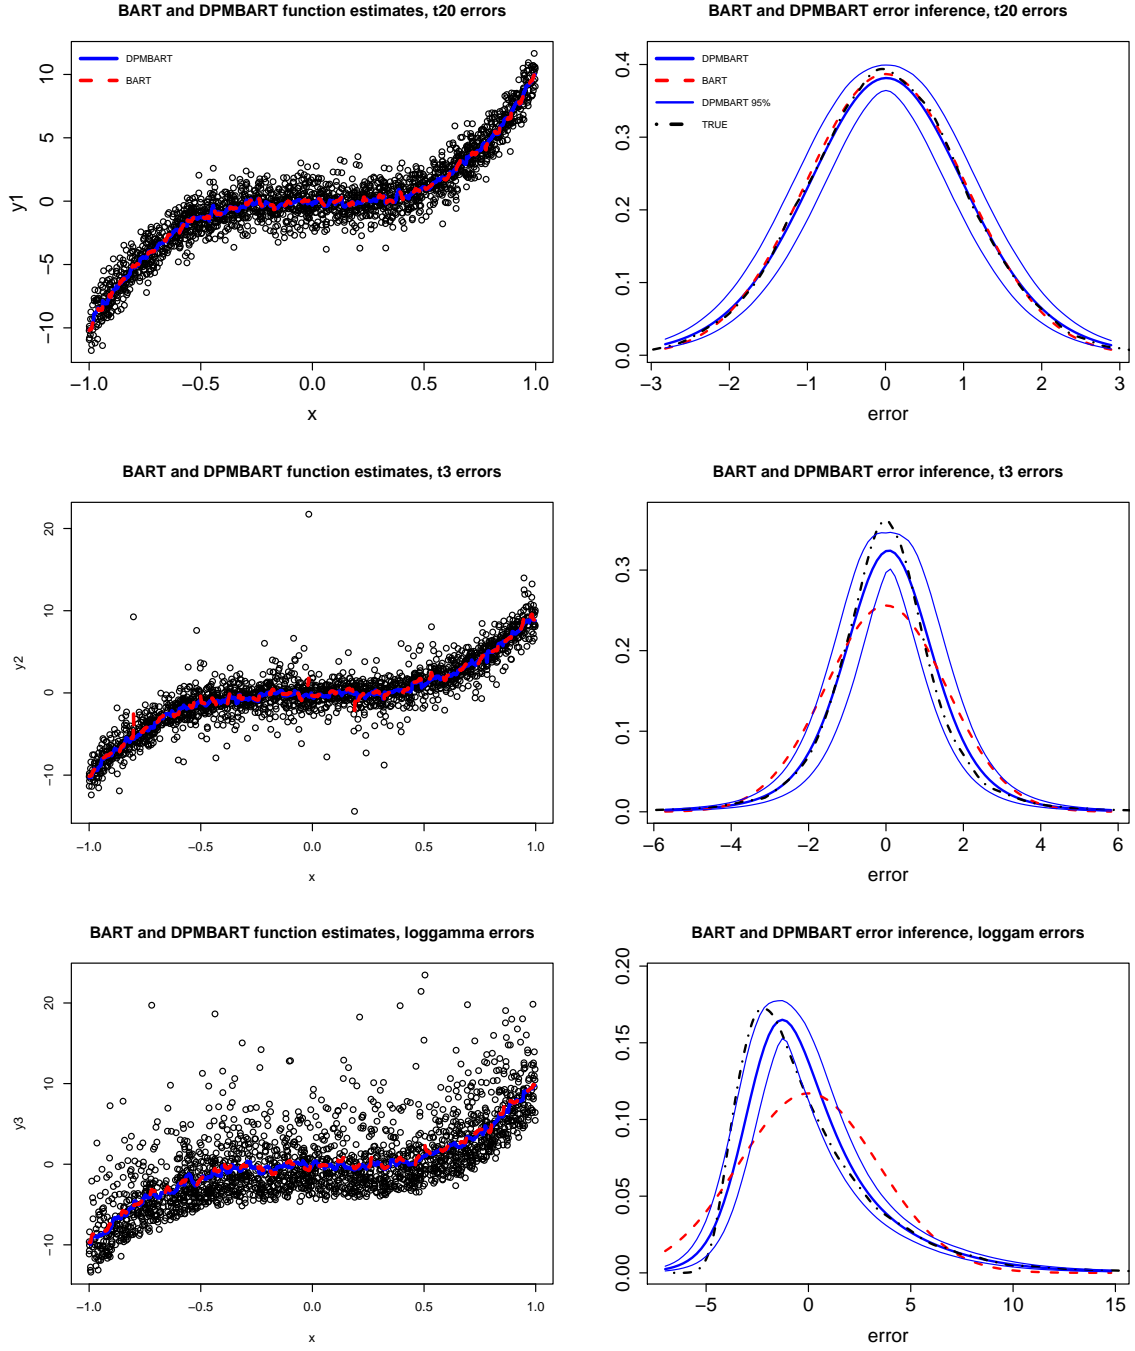 BART and DPMBART function estimates, t20 errors
DPMBART
BART
y1
10
5
0
−5
−10
−1.0 −0.5 0.0 0.5 1.0
x
BART and DPMBART error inference, t20 errors
DPMBART
BART
DPMBART 95%
TRUE
0.4
0.3
0.2
0.1
0.0
−3 −2 −1 0 1 2 3
error
BART and DPMBART function estimates, t3 errors
y2
20
10
0
−10
−1.0 −0.5 0.0 0.5 1.0
x
BART and DPMBART error inference, t3 errors
0.3
0.2
0.1
0.0
−6 −4 −2 0 2 4 6
error
BART and DPMBART function estimates, loggamma errors
y3
20
10
0
−10
−1.0 −0.5 0.0 0.5 1.0
x
BART and DPMBART error inference, loggam errors
0.20
0.15
0.10
0.05
0.00
−5 0 5 10 15
error